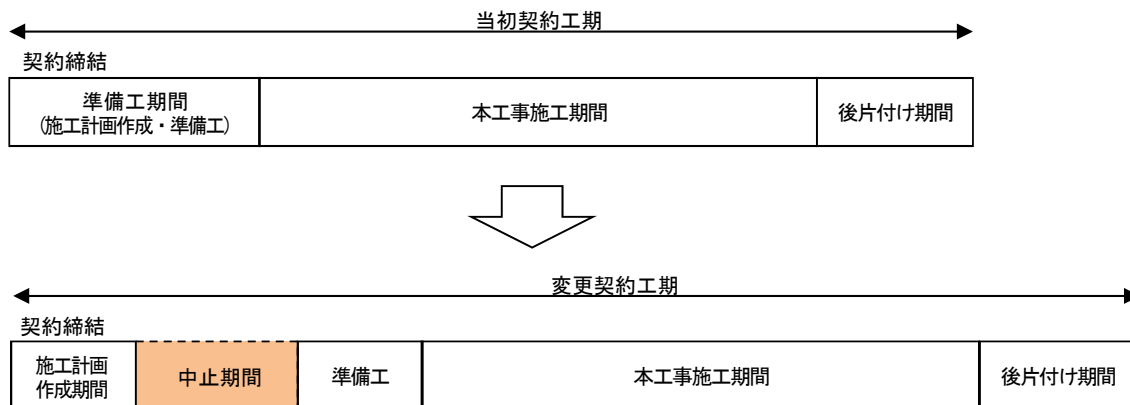 当初契約工期
契約締結
準備工期間
(施工計画作成・準備工)
本工事施工期間
後片付け期間
変更契約工期
契約締結
施工計画
作成期間
中止期間
準備工
本工事施工期間
後片付け期間